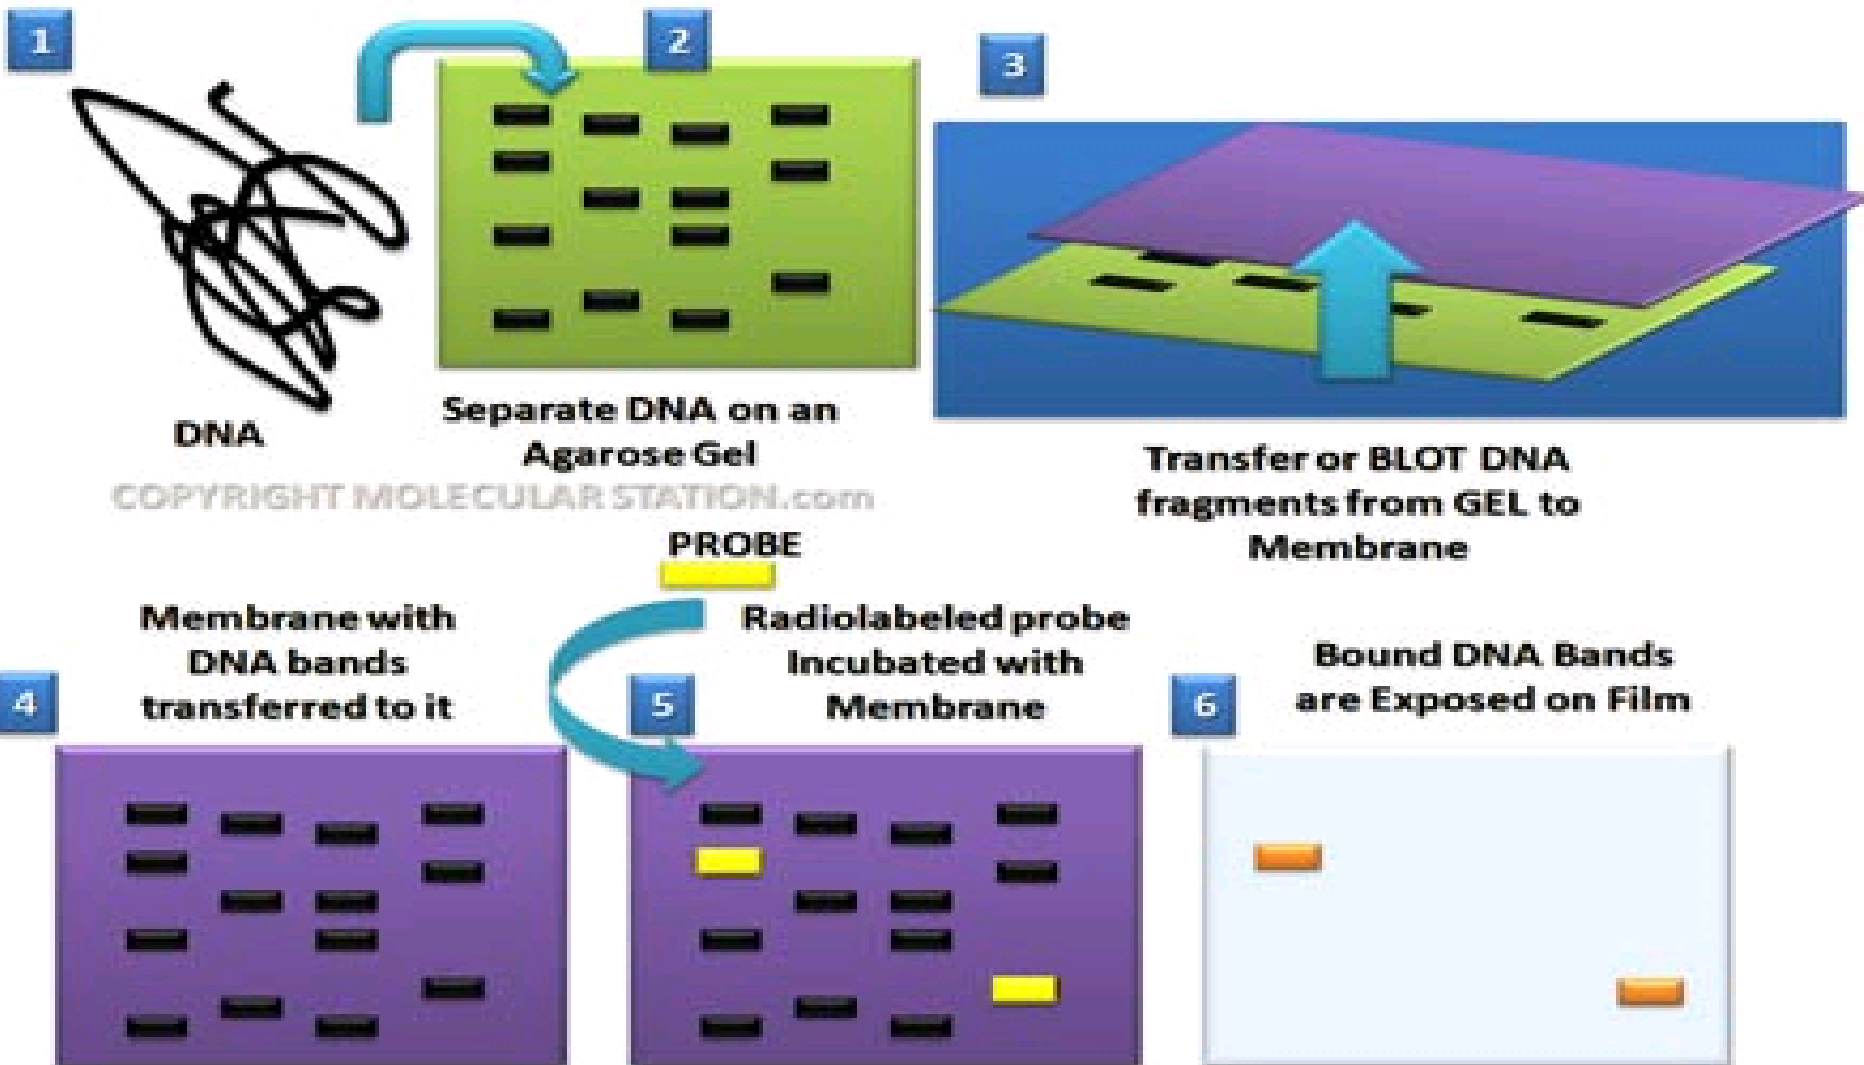 1
2
3
DNA
Separate DNA on an
Agarose Gel
COPYRIGHT MOLECULAR STATION.com
Transfer or BLOT DNA
fragments from GEL to
Membrane
PROBE
4
Membrane with
DNA bands
transferred to it
5
Radiolabeled probe
Incubated with
Membrane
6
Bound DNA Bands
are Exposed on Film